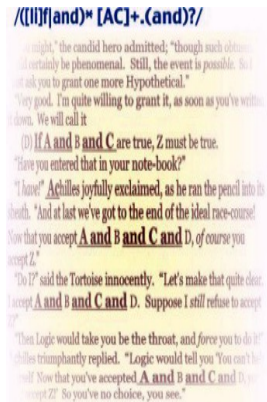 /([Ii]f|and)* [AC]+.(and)?/
might," the candid hero admitted; "though such
certainly be phenomenal. Still, the event is possible. So I
ask you to grant one more Hypothetical."
"Very good. I'm quite willing to grant it, as soon as you've written
it down. We will call it
(D) If A and B and C are true, Z must be true.
"Have you entered that in your note-book?"
"I have!" Achilles joyfully exclaimed, as he ran the pencil into its
sheath. "And at last we've got to the end of the ideal race-course!
Now that you accept A and B and C and D, of course you
accept Z."
"Do I?" said the Tortoise innocently. "Let's make that quite clear.
I accept A and B and C and D. Suppose I still refuse to accept
Z?"
"Then Logic would take you be the throat, and force you to do it!"
Achilles triumphantly replied. "Logic would tell you 'You can't
self Now that you've accepted A and B and C and D,
accept Z!' So you've no choice, you see."